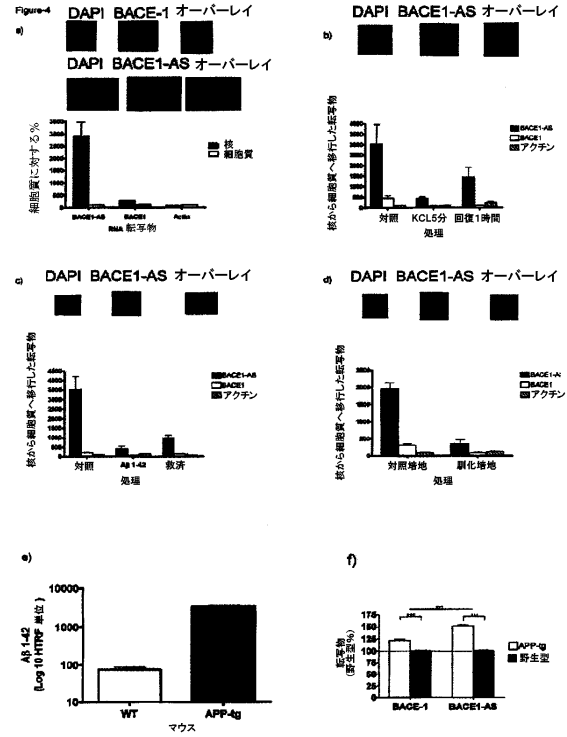 Figure-4
a)
DAPI BACE-1 オーバーレイ
DAPI BACE1-AS オーバーレイ
細胞質に対する%
3500
3000
2500
2000
1500
1000
500
0
核
細胞質
BACE1-AS BACE1 Actin
RNA 転写物
b)
DAPI BACE1-AS オーバーレイ
核から細胞質へ移行した転写物
BACE1-AS
BACE1
アクチン
対照 KCL5分 回復1時間
処理
c)
DAPI BACE1-AS オーバーレイ
核から細胞質へ移行した転写物
BACE1-AS
BACE1
アクチン
対照 Aβ 1-42 救済
処理
d)
DAPI BACE1-AS オーバーレイ
核から細胞質へ移行した転写物
BACE1-A
BACE1
アクチン
対照培地 馴化培地
処理
e)
Aβ 1-42
(Log 10 HTRF 単位)
10000
1000
100
10
WT APP-tg
マウス
f)
転写物
(野生型%)
175
150
125
100
75
50
25
0
APP-tg
野生型
BACE-1 BACE1-AS